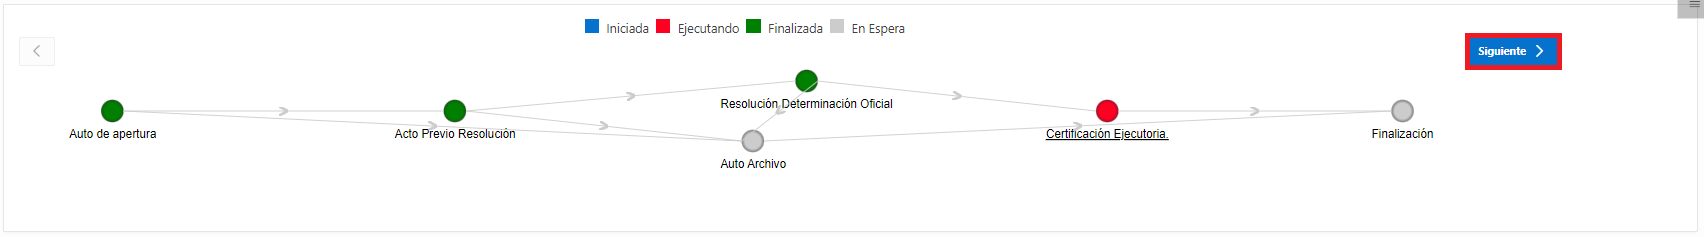 Iniciada Ejecutando Finalizada En Espera
Siguiente
Resolución Determinación Oficial
Auto de apertura
Acto Previo Resolución
Certificación Ejecutoria.
Finalización
Auto Archivo